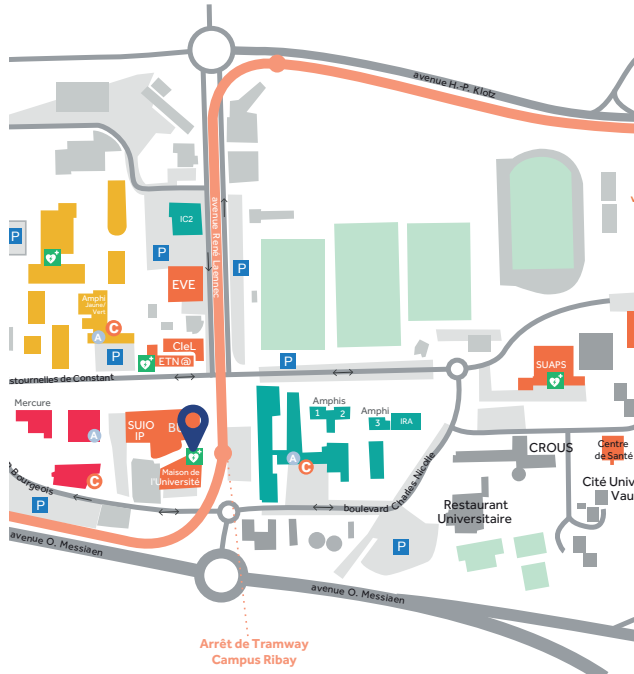 avenue H.-P. Klotz
avenue René Laennec
IC2
P
P
P
EVE
Amphi
Jaune/
Vert
C
A
P
CleL
ETN@
P
SUAPS
stournelles de Constant
Mercure
A
C
SUIO
IP
BU
Maison de
l'Université
Amphis
1 2
Amphi
3
IRA
A
C
CROUS
Centre
de Santé
Cité Univ
Vau
Restaurant
Universitaire
Bourgeois
P
boulevard Charles Nicolle
P
avenue O. Messiaen
avenue O. Messiaen
Arrêt de Tramway
Campus Ribay